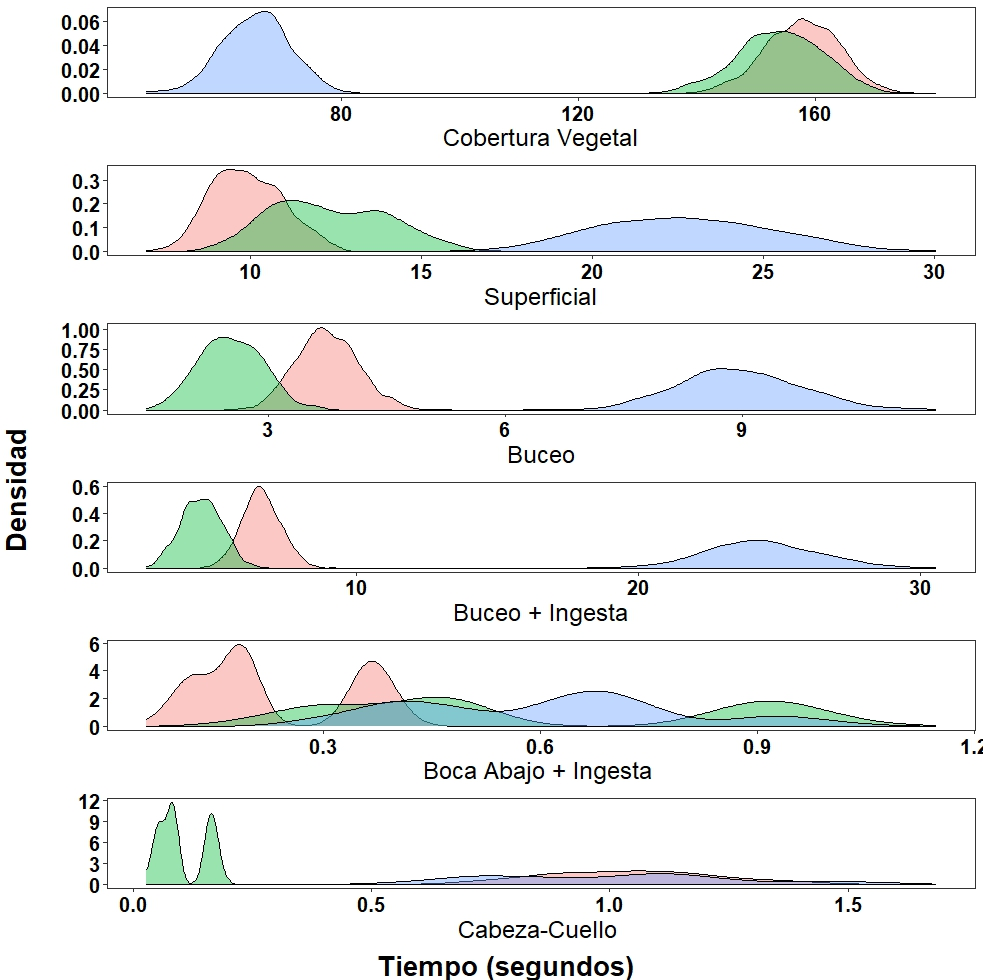 0.06
0.04
0.02
0.00
80 120 160
Cobertura Vegetal
0.3
0.2
0.1
0.0
10 15 20 25 30
Superficial
1.00
0.75
0.50
0.25
0.00
3 6 9
Buceo
Densidad
0.6
0.4
0.2
0.0
10 20 30
Buceo + Ingesta
6
4
2
0
0.3 0.6 0.9 1.2
Boca Abajo + Ingesta
12
9
6
3
0
0.0 0.5 1.0 1.5
Cabeza-Cuello
Tiempo (segundos)